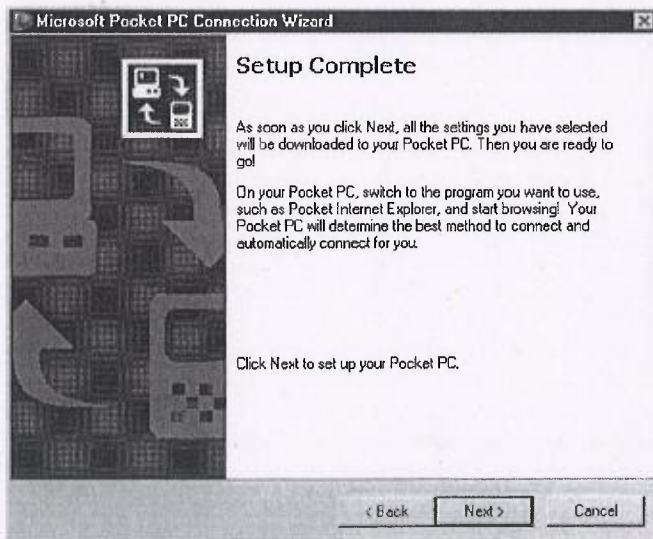 Microsoft Pocket PC Connection Wizard
Setup Complete
As soon as you click Next, all the settings you have selected
will be downloaded to your Pocket PC. Then you are ready to
go!
On your Pocket PC, switch to the program you want to use,
such as Pocket Internet Explorer, and start browsing! Your
Pocket PC will determine the best method to connect and
automatically connect for you.
Click Next to set up your Pocket PC.
< Back
Next >
Cancel